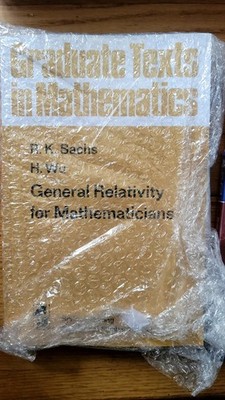 Graduate Texts
in Mathematics
R. K. Sachs
H. Wu
General Relativity
for Mathematicians